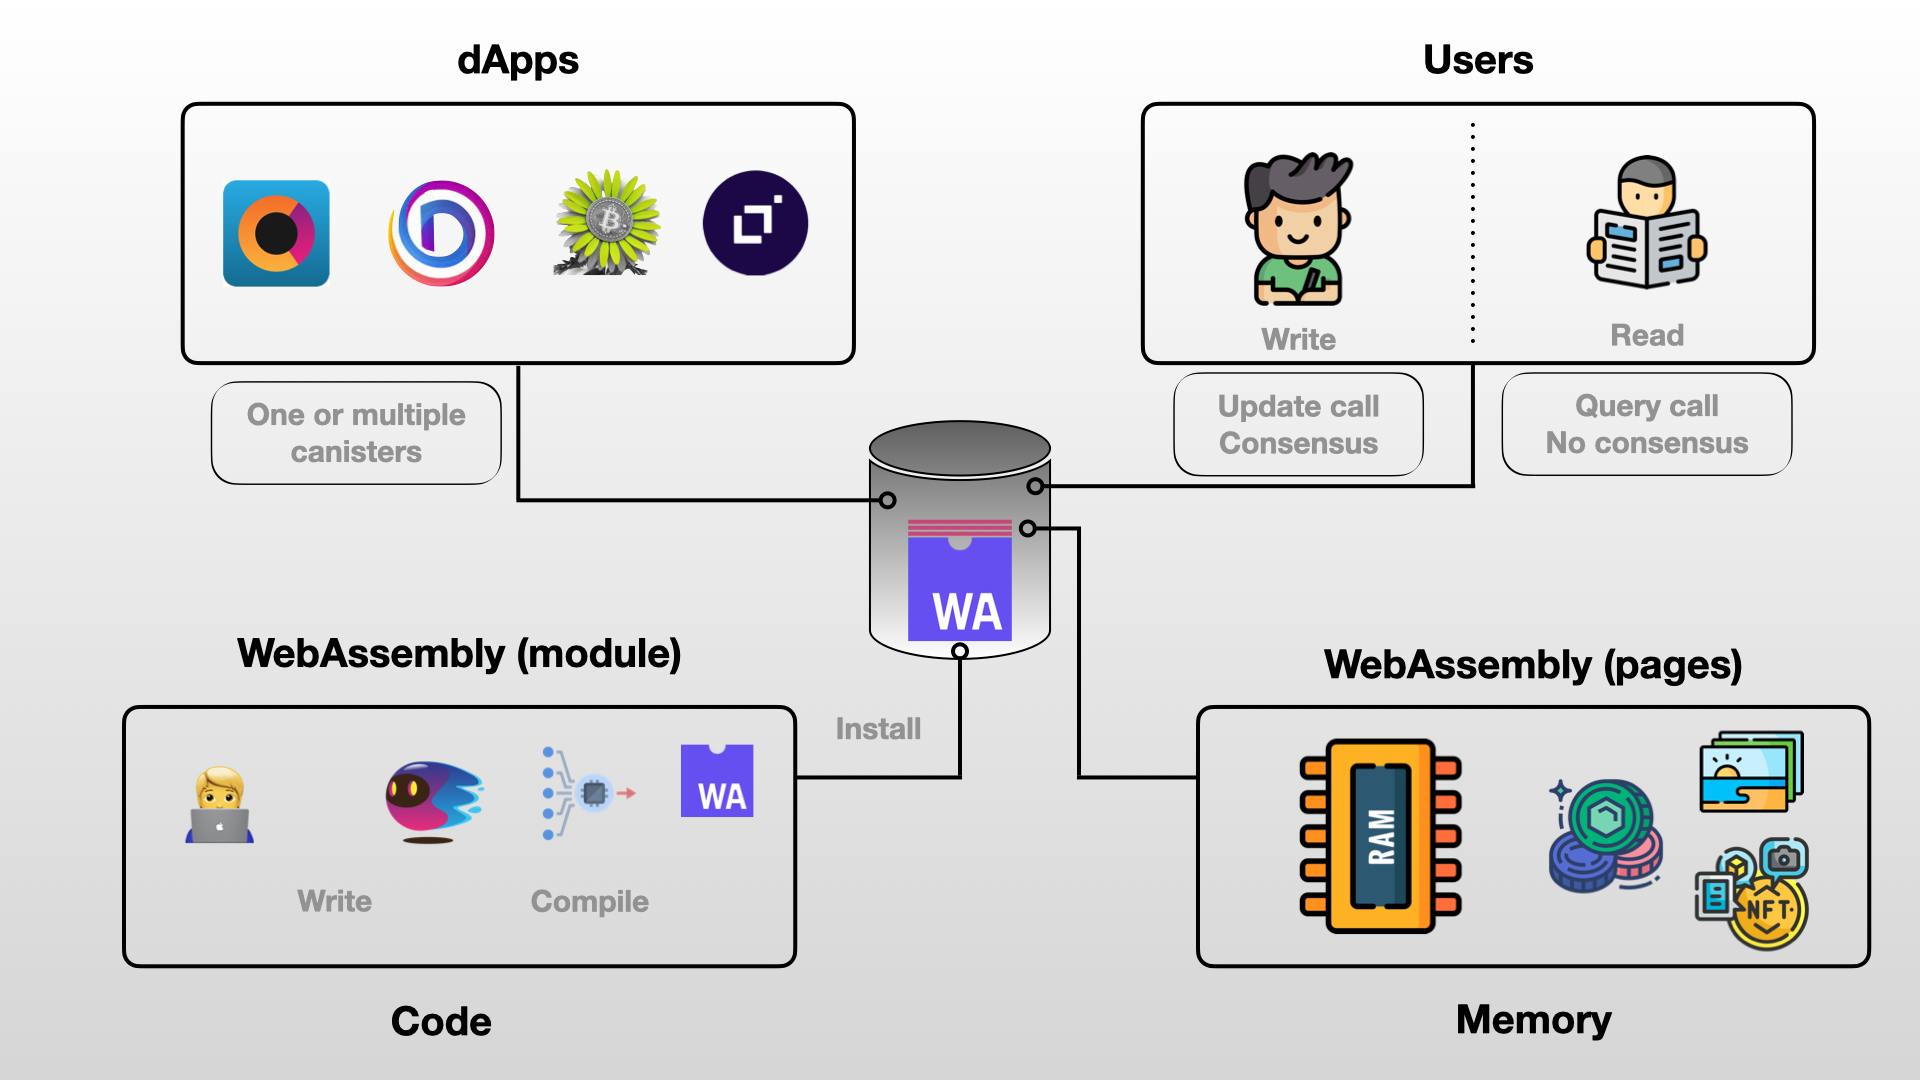 dApps
Users
Write
Read
One or multiple
canisters
Update call
Consensus
Query call
No consensus
WA
WebAssembly (module)
WebAssembly (pages)
Install
WA
RAM
NFT
Write
Compile
Code
Memory